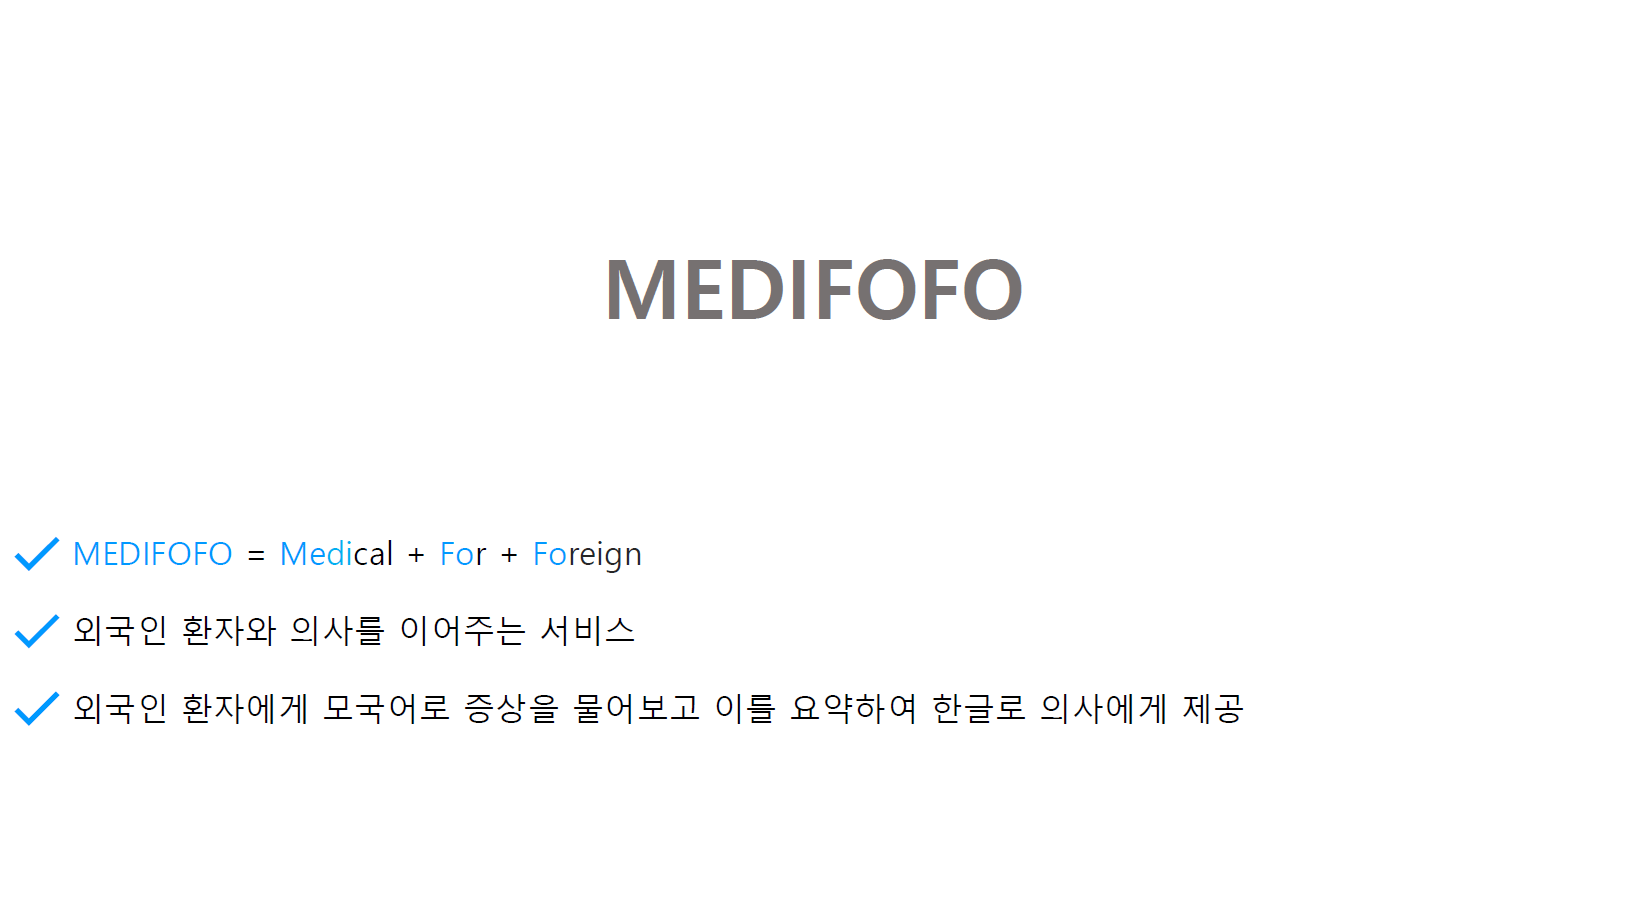 MEDIFOFO
MEDIFOFO = Medical + For + Foreign
외국인 환자와 의사를 이어주는 서비스
외국인 환자에게 모국어로 증상을 물어보고 이를 요약하여 한글로 의사에게 제공